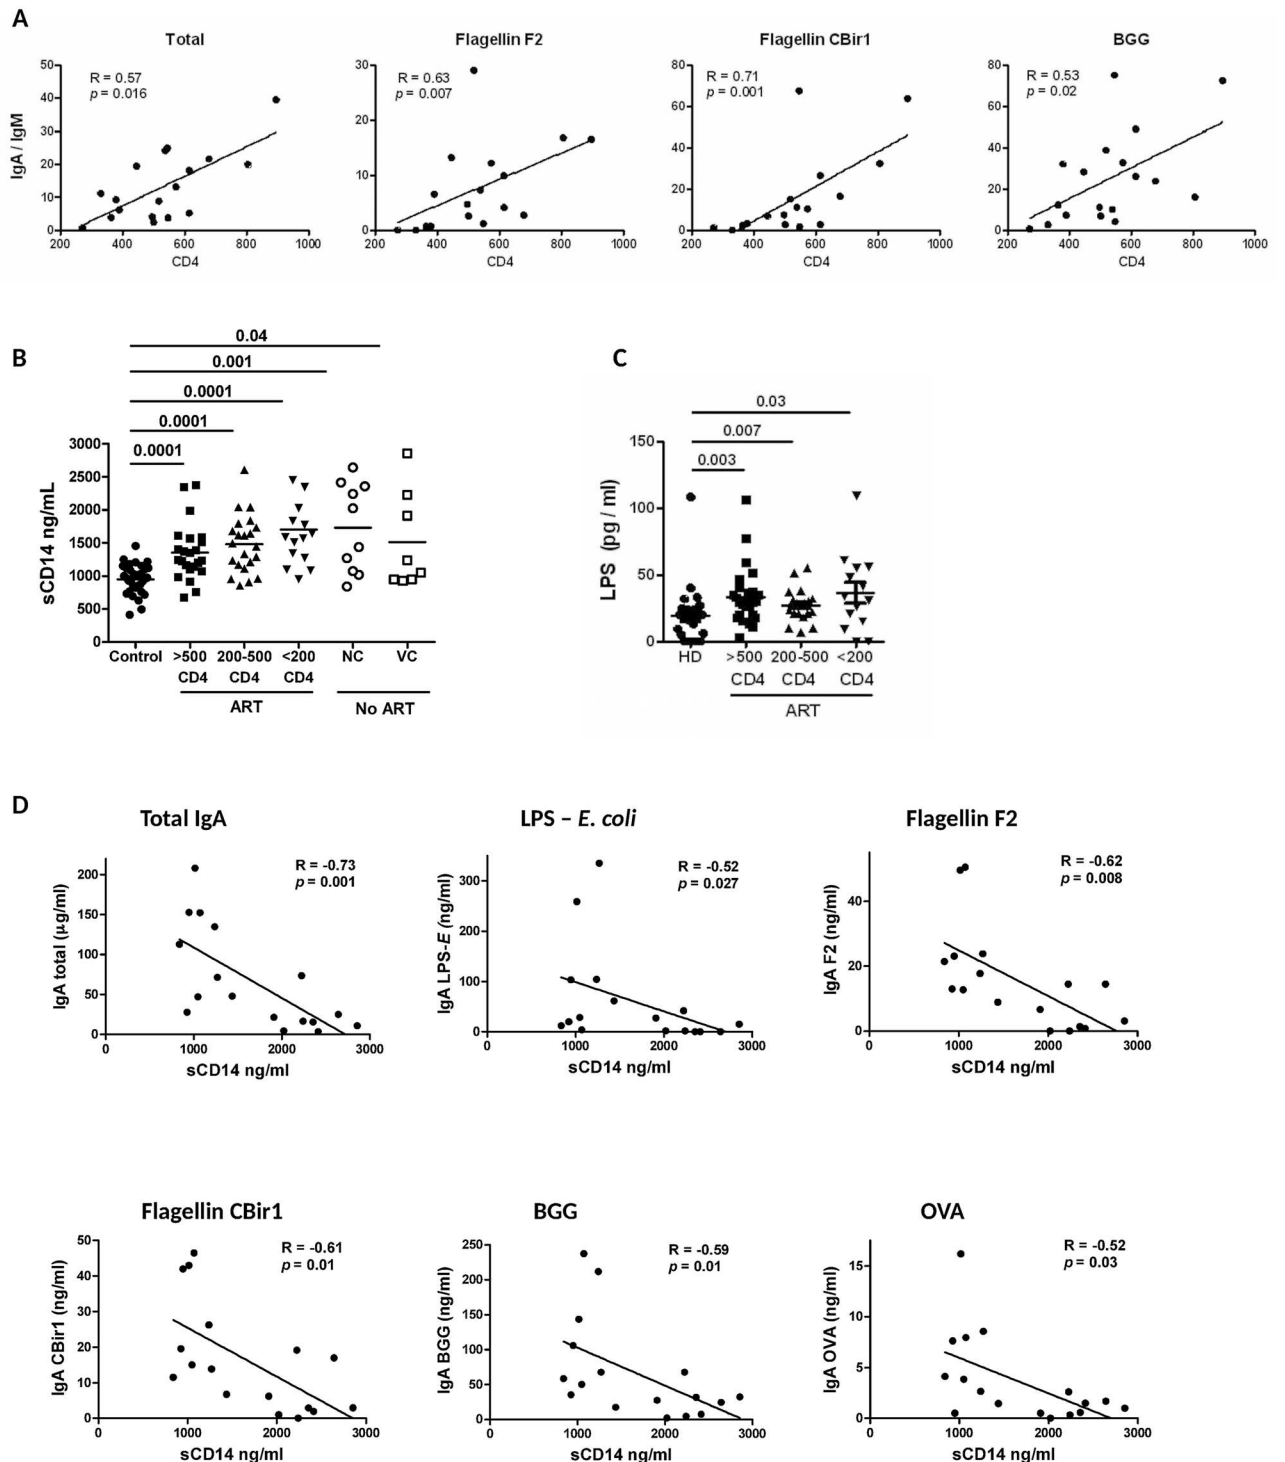 A
Total
Flagellin F2
Flagellin CBir1
BGG
R = 0.57
p = 0.016
R = 0.63
p = 0.007
R = 0.71
p = 0.001
R = 0.53
p = 0.02
IgA / IgM
50
40
30
20
10
0
30
20
10
0
80
60
40
20
0
80
60
40
20
0
200 400 600 800 1000
200 400 600 800 1000
200 400 600 800 1000
200 400 600 800 1000
CD4
CD4
CD4
CD4
B
0.04
0.001
0.0001
0.0001
0.0001
sCD14 ng/mL
3000
2500
2000
1500
1000
500
0
Control >500 CD4 200-500 CD4 <200 CD4 NC VC
ART
No ART
C
0.03
0.007
0.003
LPS (pg / ml)
150
100
50
0
HD >500 CD4 200-500 CD4 <200 CD4
ART
D
Total IgA
R = -0.73
p = 0.001
IgA total (µg/ml)
200
150
100
50
0
0 1000 2000 3000
sCD14 ng/ml
LPS – E. coli
R = -0.52
p = 0.027
IgA LPS-E (ng/ml)
300
200
100
0
0 1000 2000 3000
sCD14 ng/ml
Flagellin F2
R = -0.62
p = 0.008
IgA F2 (ng/ml)
40
20
0
0 1000 2000 3000
sCD14 ng/ml
Flagellin CBir1
R = -0.61
p = 0.01
IgA CBir1 (ng/ml)
50
40
30
20
10
0
0 1000 2000 3000
sCD14 ng/ml
BGG
R = -0.59
p = 0.01
IgA BGG (ng/ml)
250
200
150
100
50
0
0 1000 2000 3000
sCD14 ng/ml
OVA
R = -0.52
p = 0.03
IgA OVA (ng/ml)
15
10
5
0
0 1000 2000 3000
sCD14 ng/ml